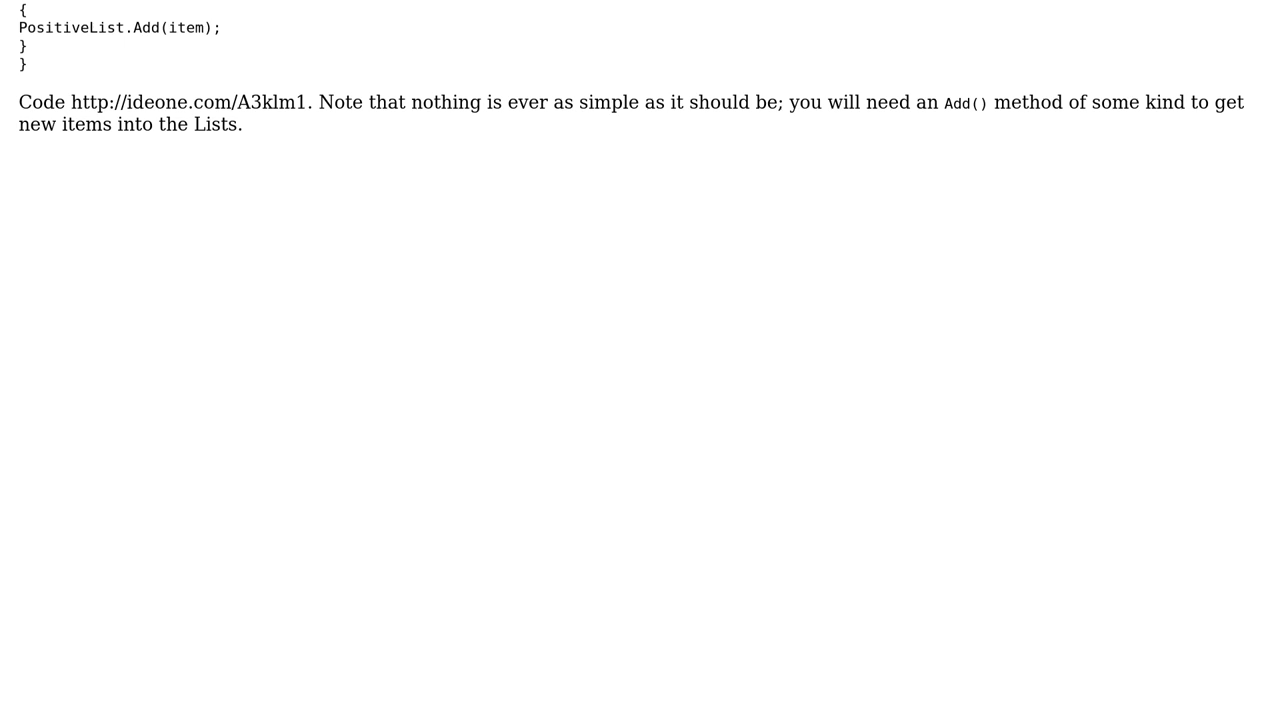 {
PositiveList.Add(item);
}
}
Code http://ideone.com/A3klm1. Note that nothing is ever as simple as it should be; you will need an Add() method of some kind to get
new items into the Lists.